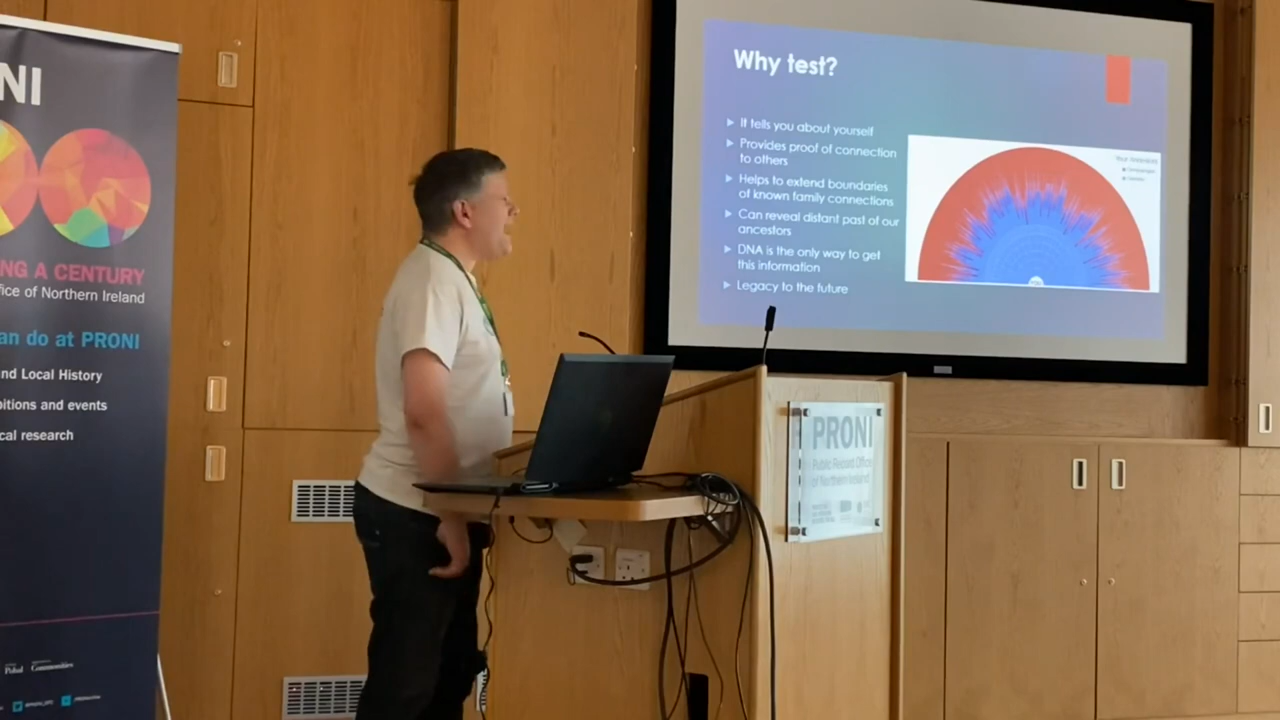 NI
NG A CENTURY
fice of Northern Ireland
an do at PRONI
nd Local History
bitions and events
cal research
Why test?
It tells you about yourself
Provides proof of connection
to others
Helps to extend boundaries
of known family connections
Can reveal distant past of our
ancestors
DNA is the only way to get
this information
Legacy to the future
PRONI
Public Record Office
of Northern Ireland